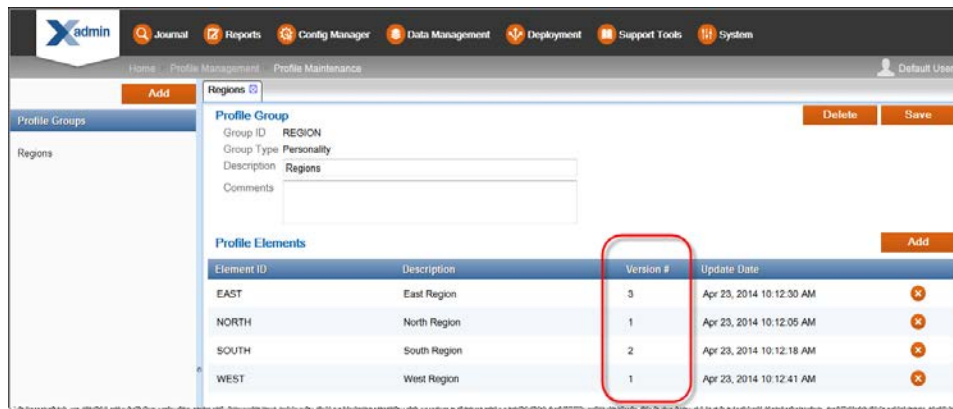 Xadmin Journal Reports Config Manager Data Management Deployment Support Tools System
Home Profile Management Profile Maintenance Default User
Add Regions
Profile Groups Profile Group Delete Save
Group ID REGION
Regions Group Type Personality
Description Regions
Comments
Profile Elements Add
Element ID Description Version # Update Date
EAST East Region 3 Apr 23, 2014 10:12:30 AM
NORTH North Region 1 Apr 23, 2014 10:12:05 AM
SOUTH South Region 2 Apr 23, 2014 10:12:18 AM
WEST West Region 1 Apr 23, 2014 10:12:41 AM